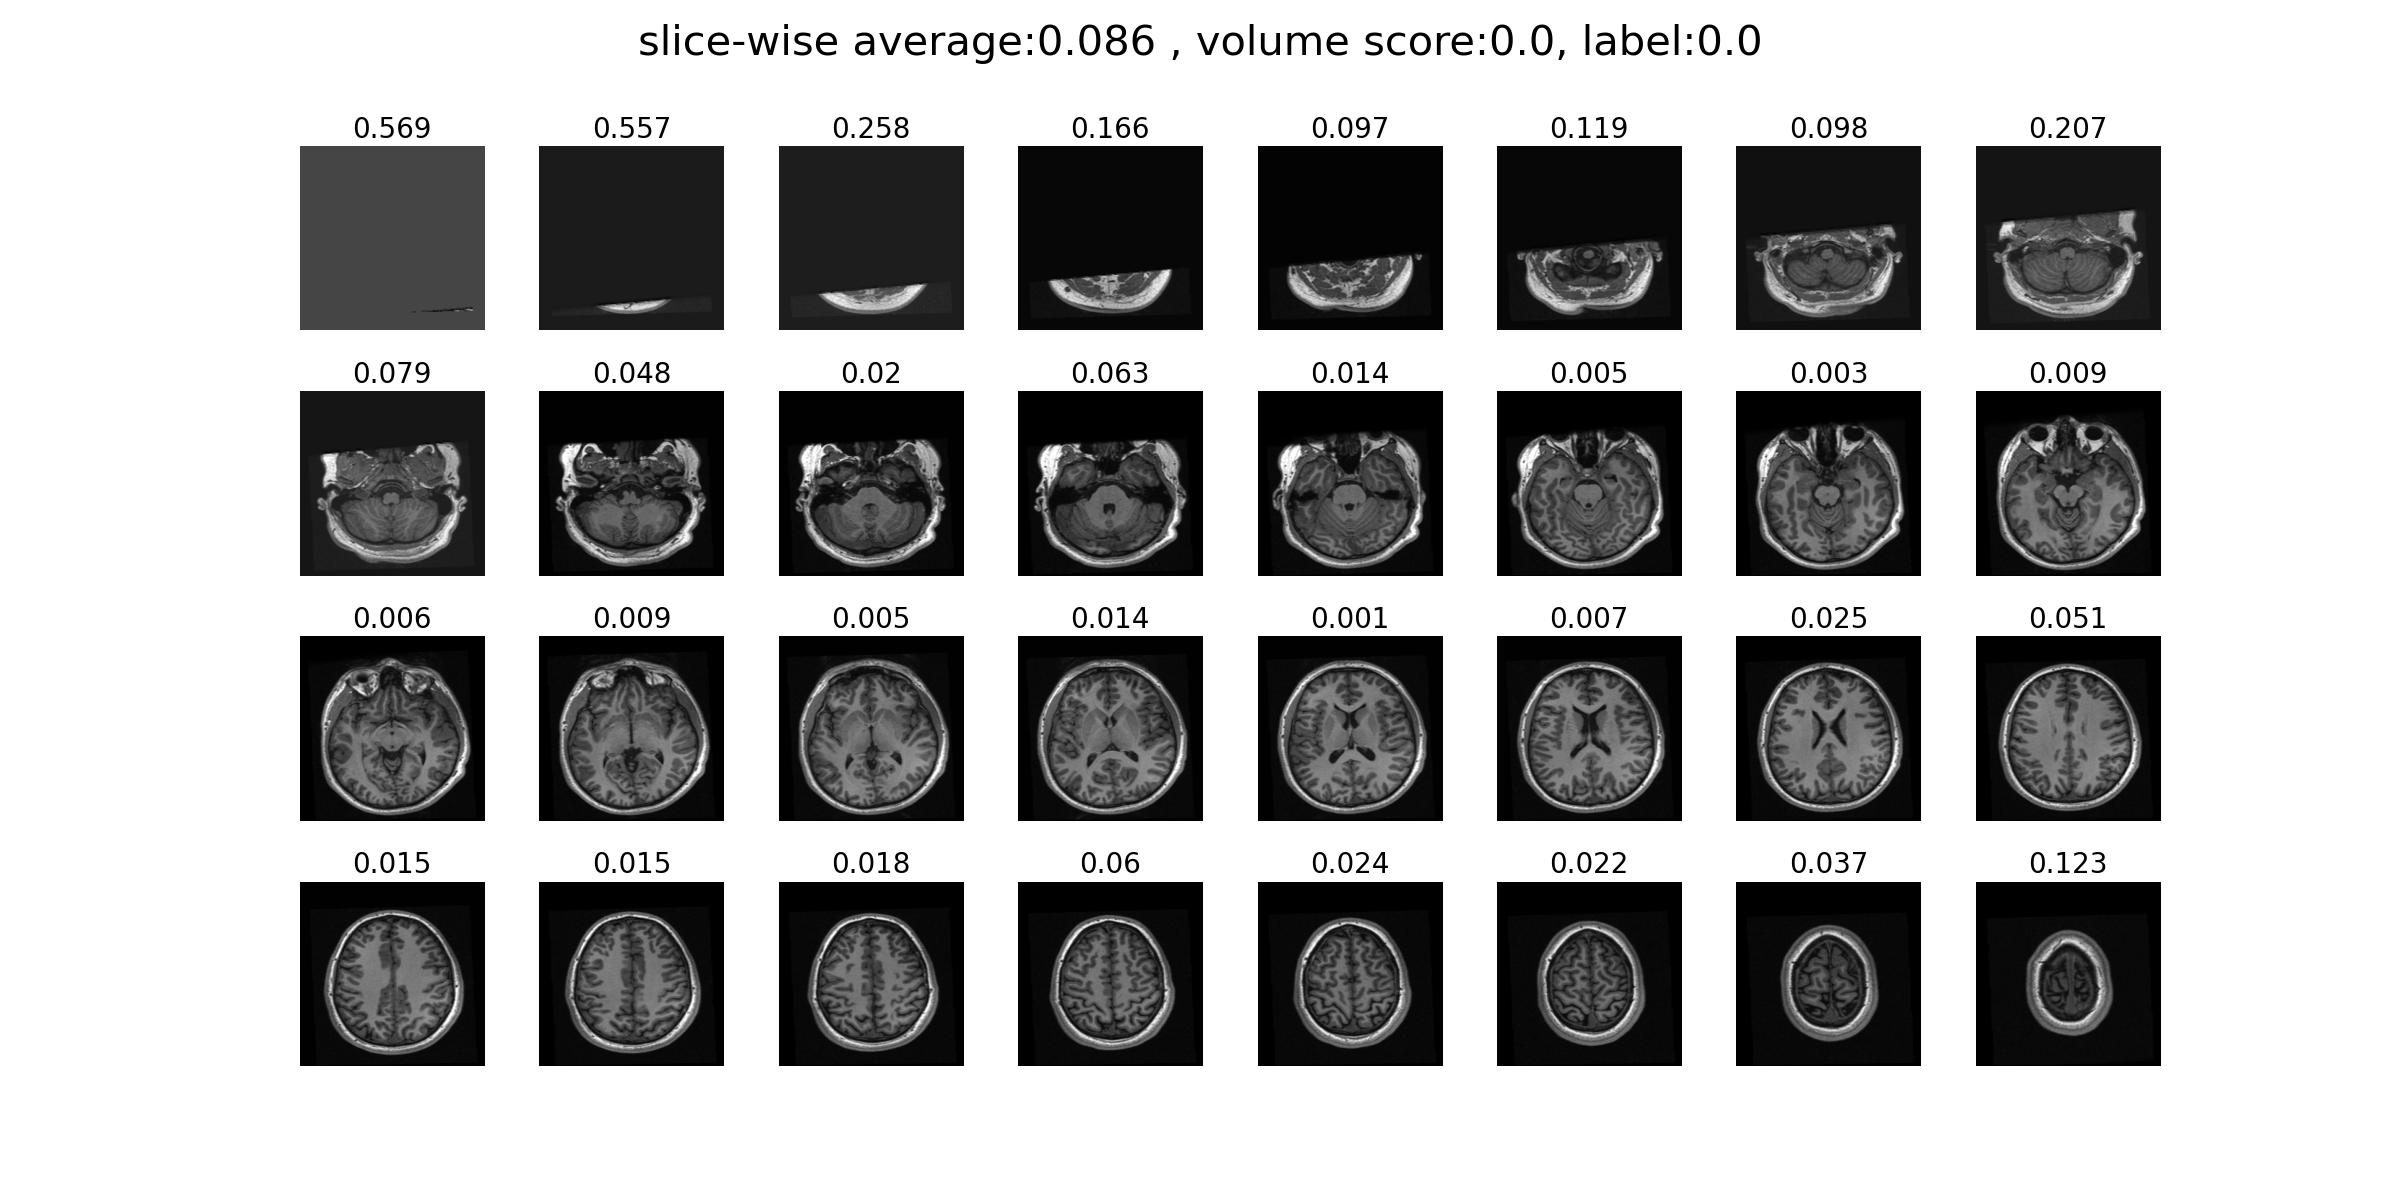 slice-wise average:0.086 , volume score:0.0, label:0.0
0.569 0.557 0.258 0.166 0.097 0.119 0.098 0.207
0.079 0.048 0.02 0.063 0.014 0.005 0.003 0.009
0.006 0.009 0.005 0.014 0.001 0.007 0.025 0.051
0.015 0.015 0.018 0.06 0.024 0.022 0.037 0.123